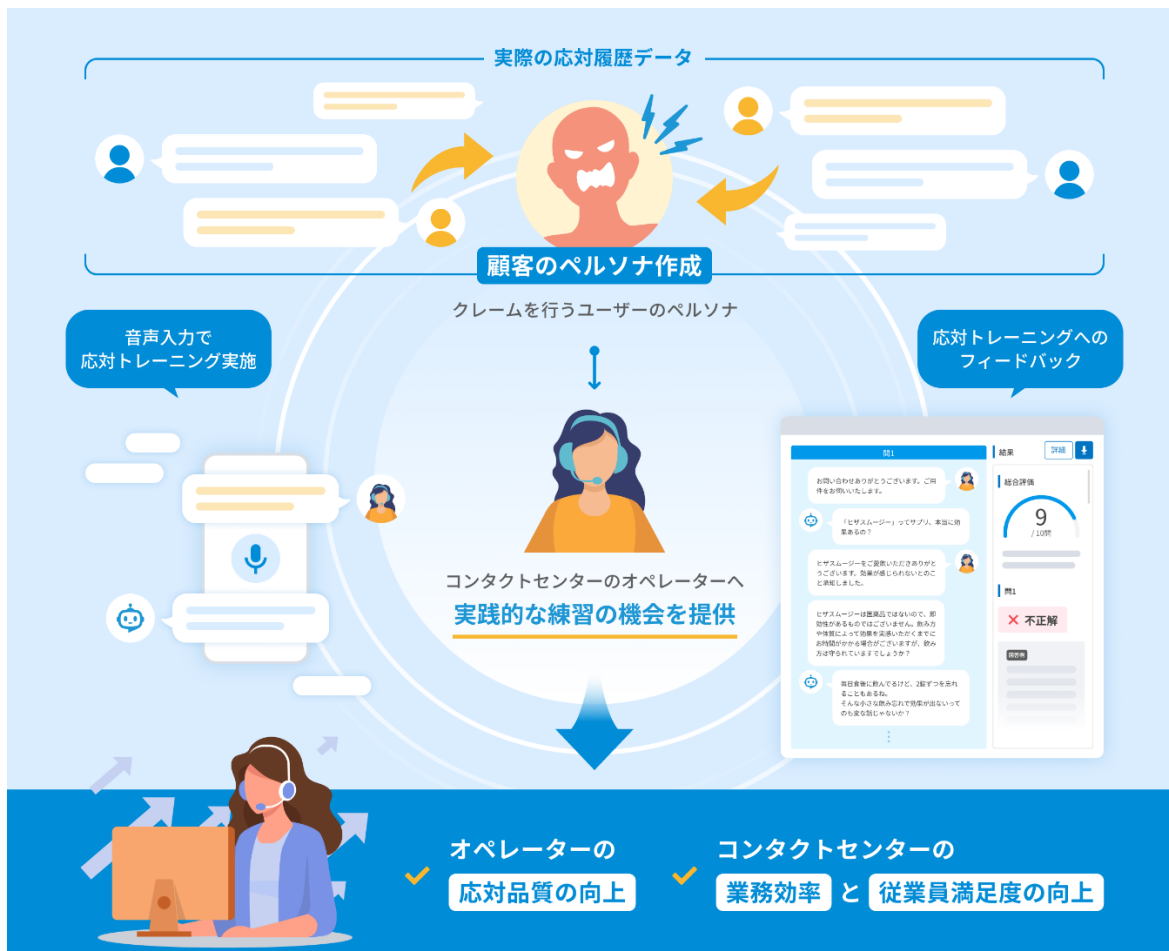 実際の応対履歴データ
顧客のペルソナ作成
クレームを行うユーザーのペルソナ
音声入力で
応対トレーニング実施
応対トレーニングへの
フィードバック
コンタクトセンターのオペレーターへ
実践的な練習の機会を提供
問1
お問い合わせありがとうございます。ご用
件をお伺いいたします。
「ヒザスムージー」ってサプリ、本当に効
果あるの？
ヒザスムージーをご愛飲いただきありがと
うございます。効果が感じられないとのこ
と承知しました。
ヒザスムージーは医薬品ではないので、即
効性があるものではございません。飲み方
や体質によって効果を実感いただくまでに
お時間がかかる場合がございますが、飲み
方は守られていますでしょうか？
毎日食後に飲んでるけど、2錠ずつを忘れ
ることもあるね。
そんな小さな飲み忘れで効果が出ないって
のも変な話じゃないか？
結果
詳細
総合評価
9
/ 10問
問1
不正解
オペレーターの
応対品質の向上
コンタクトセンターの
業務効率 と 従業員満足度の向上